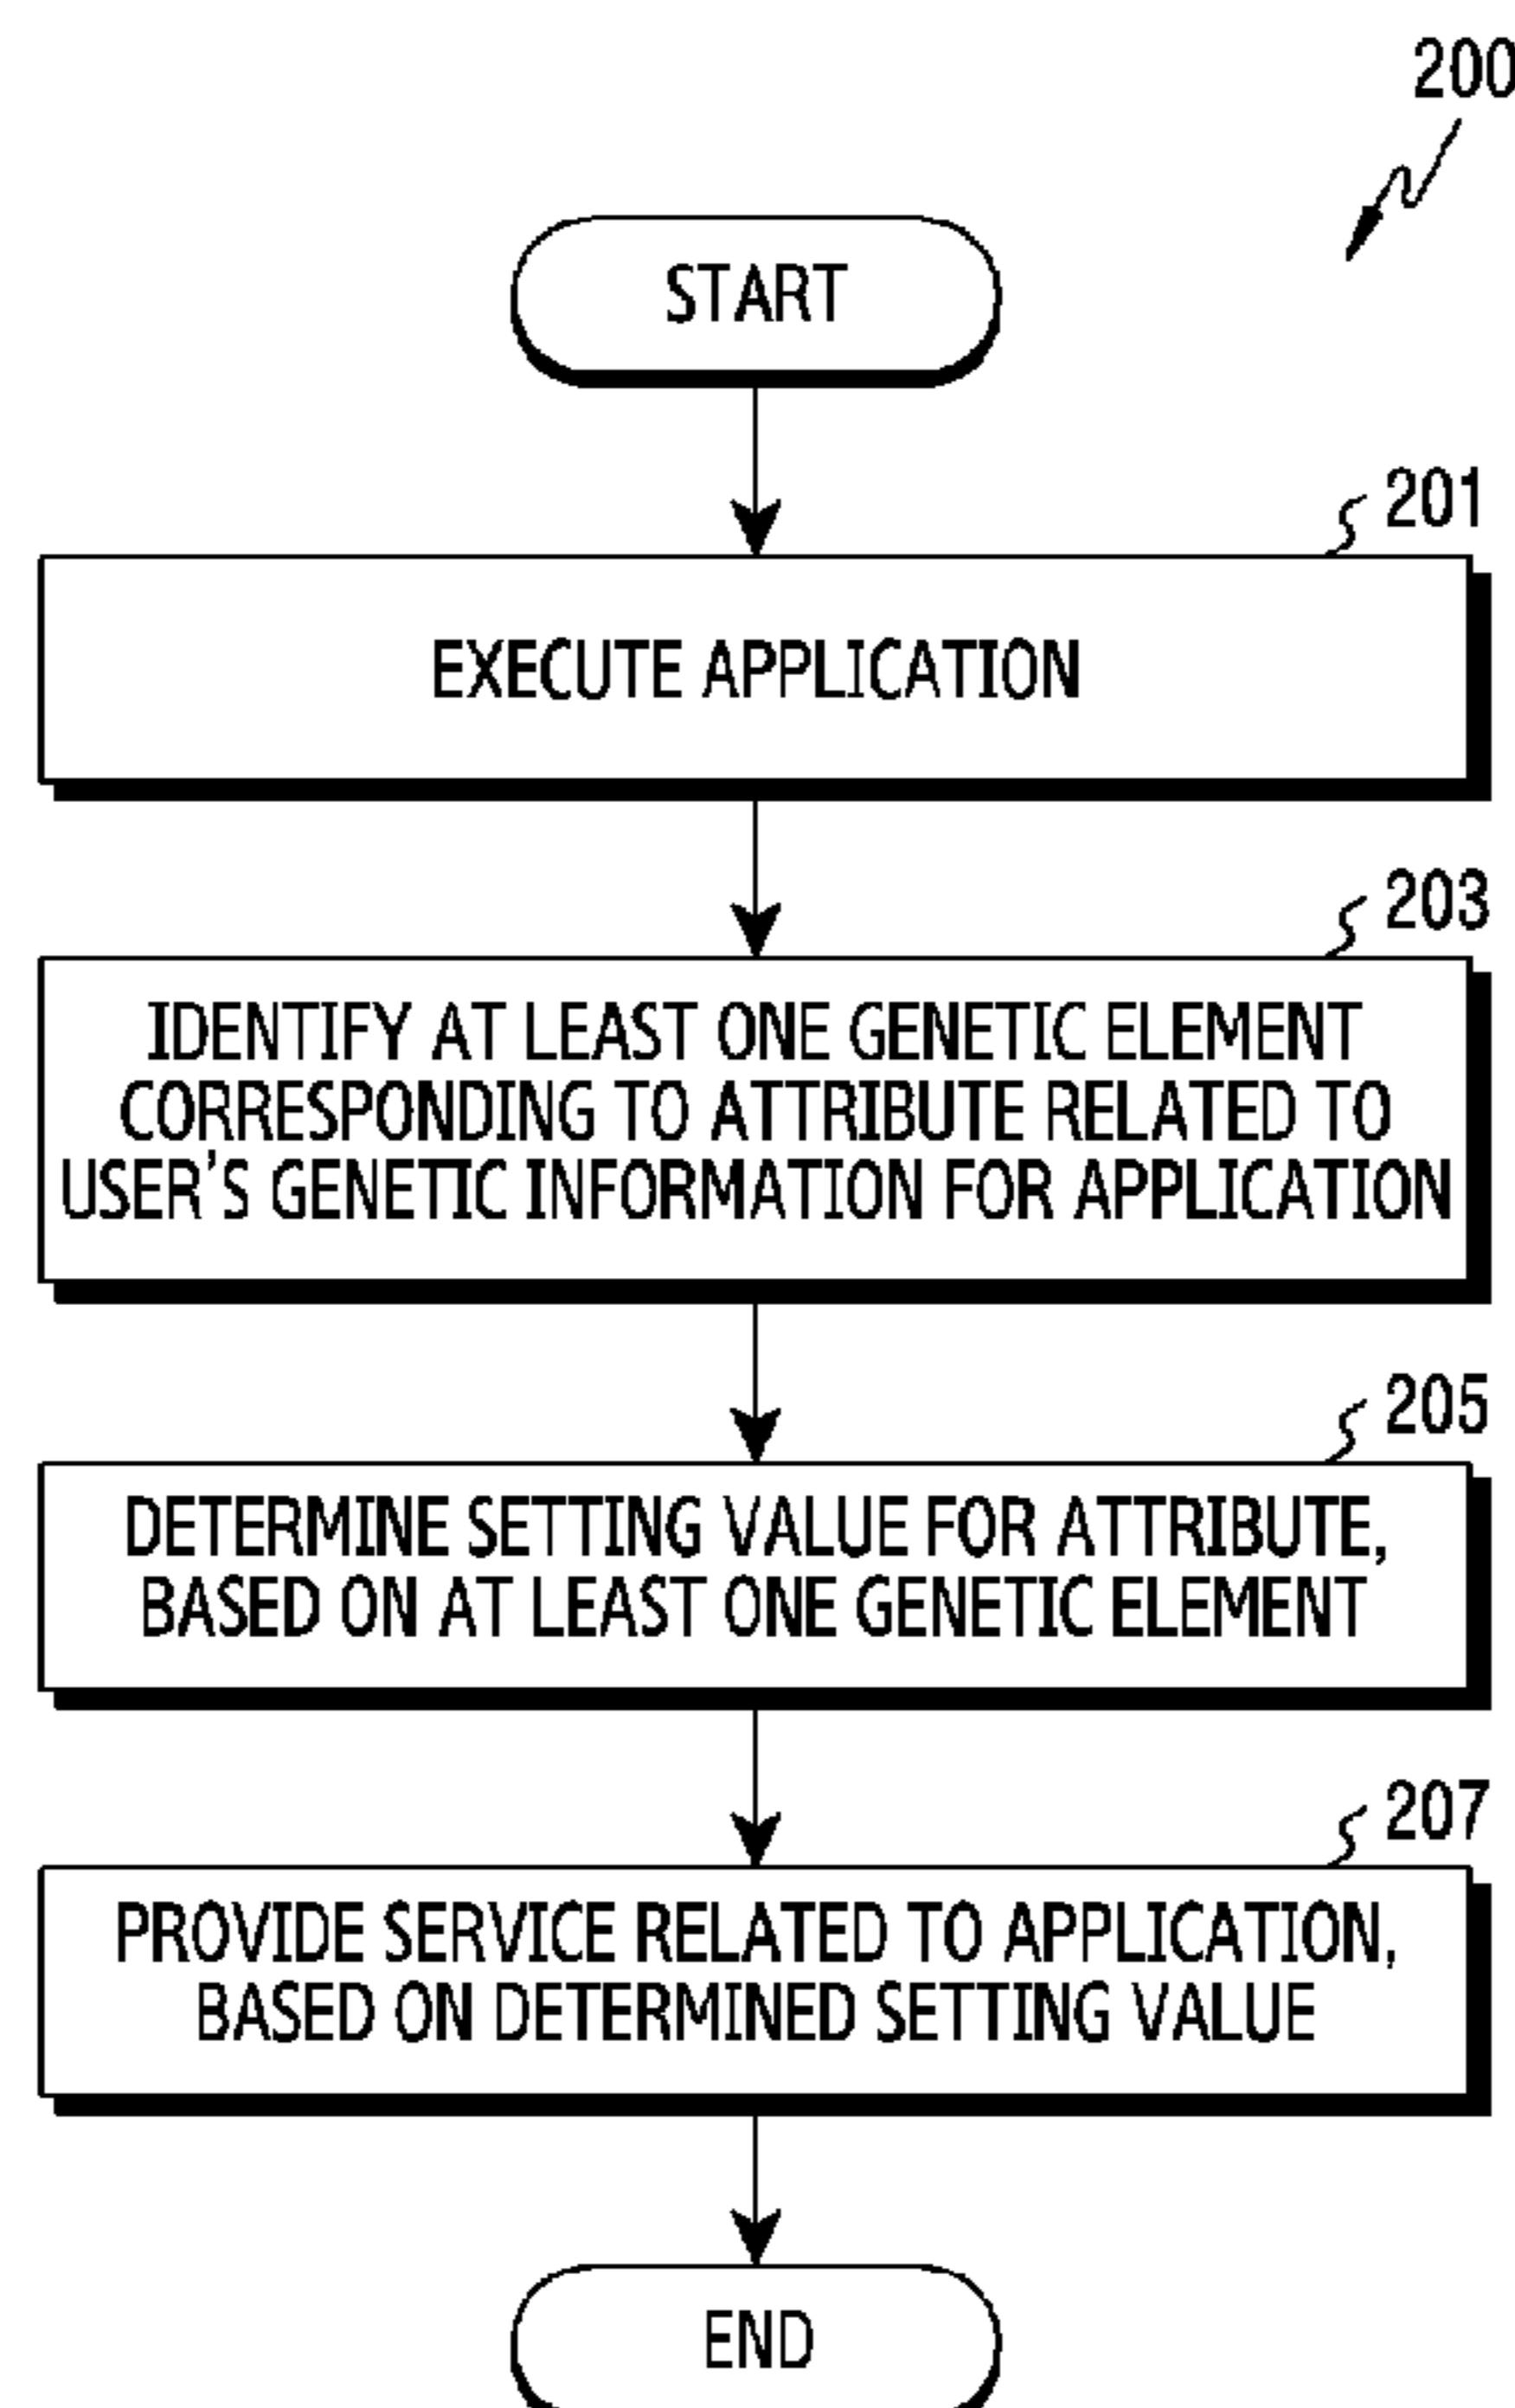 200
START
201
EXECUTE APPLICATION
203
IDENTIFY AT LEAST ONE GENETIC ELEMENT
CORRESPONDING TO ATTRIBUTE RELATED TO
USER'S GENETIC INFORMATION FOR APPLICATION
205
DETERMINE SETTING VALUE FOR ATTRIBUTE,
BASED ON AT LEAST ONE GENETIC ELEMENT
207
PROVIDE SERVICE RELATED TO APPLICATION,
BASED ON DETERMINED SETTING VALUE
END